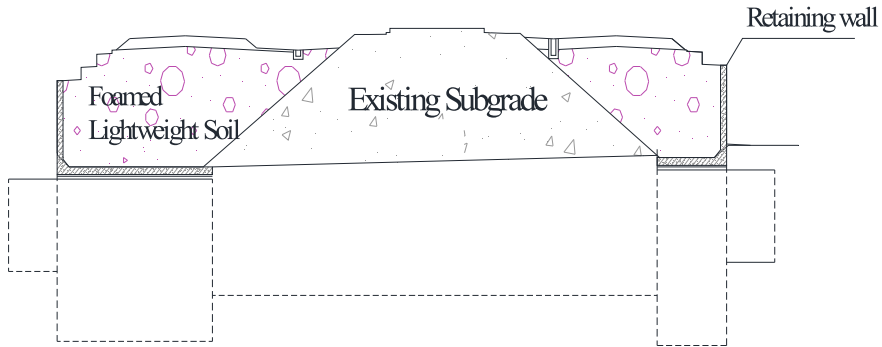 Retaining wall
Existing Subgrade
Foamed
Lightweight Soil